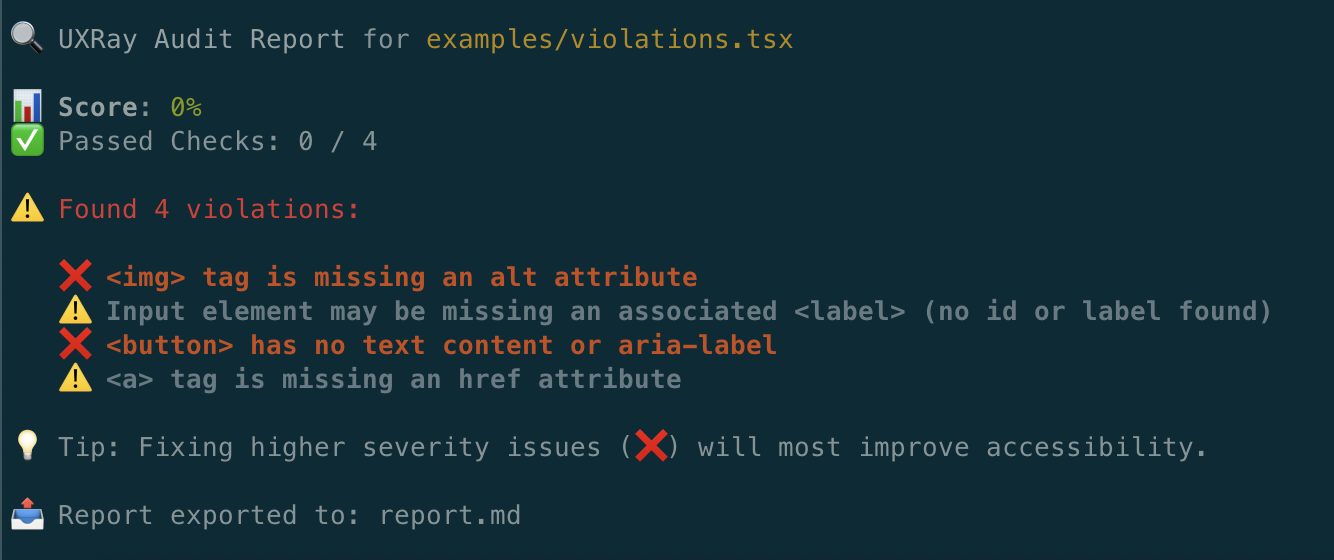 🔍 UXRay Audit Report for examples/violations.tsx
📊 Score: 0%
✅ Passed Checks: 0 / 4
⚠️ Found 4 violations:
❌ <img> tag is missing an alt attribute
⚠️ Input element may be missing an associated <label> (no id or label found)
❌ <button> has no text content or aria-label
⚠️ <a> tag is missing an href attribute
💡 Tip: Fixing higher severity issues (❌) will most improve accessibility.
📤 Report exported to: report.md